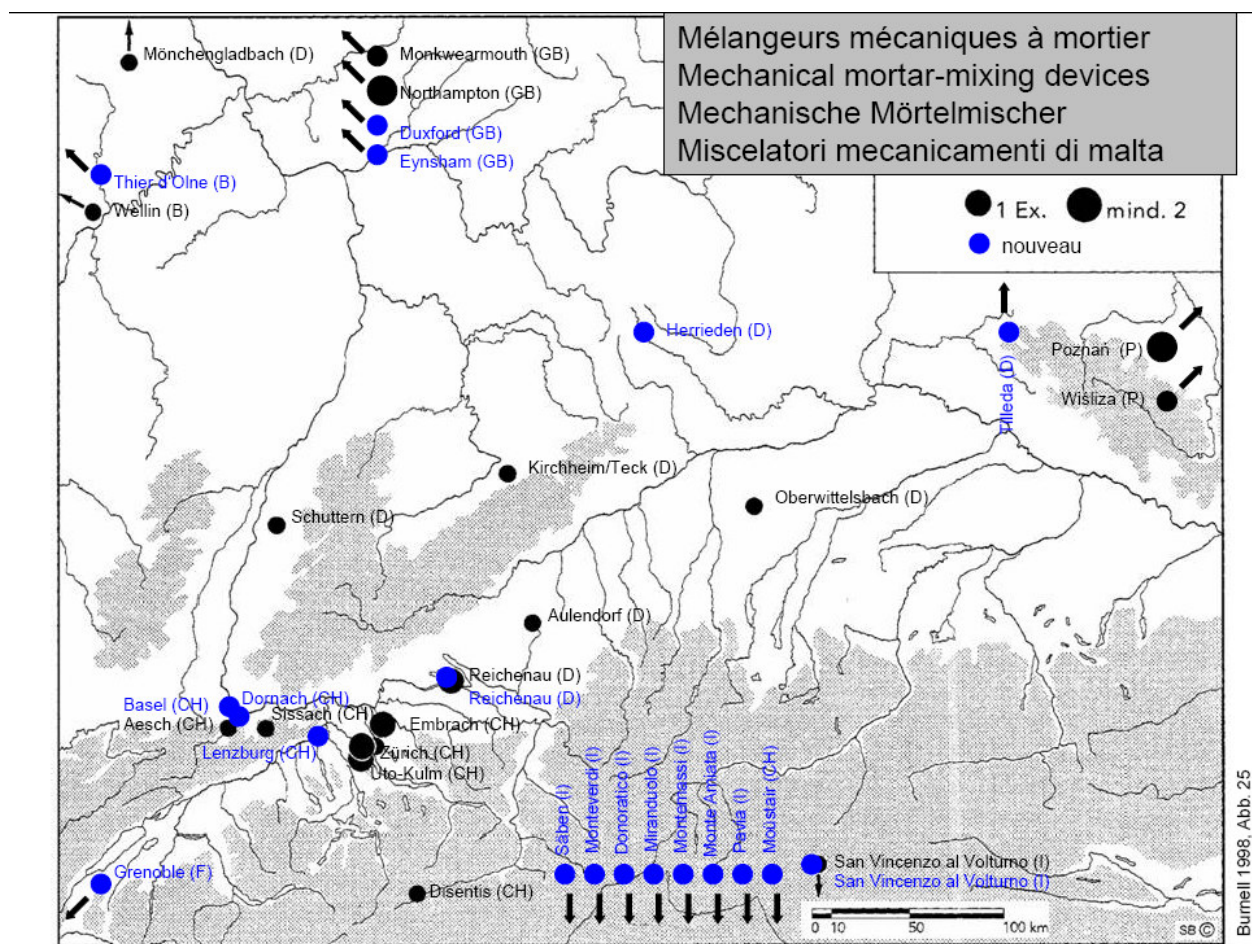 Mélangeurs mécaniques à mortier
Mechanical mortar-mixing devices
Mechanische Mörtelmischer
Miscelatori mecanicamenti di malta
1 Ex.
mind. 2
nouveau
Mönchengladbach (D)
Monkwearmouth (GB)
Northampton (GB)
Duxford (GB)
Eynsham (GB)
Thier d'Olne (B)
Wellin (B)
Herrieden (D)
Tilleda (D)
Poznań (P)
Wisliza (P)
Kirchheim/Teck (D)
Oberwittelsbach (D)
Schuttern (D)
Aulendorf (D)
Reichenau (D)
Reichenau (D)
Basel (CH)
Dornach (CH)
Aesch (CH)
Sissach (CH)
Embrach (CH)
Lenzburg (CH)
Zürich (CH)
Uto-Kulm (CH)
Säben (I)
Monteverdi (I)
Donoratico (I)
Miranduolo (I)
Montemassi (I)
Monte Amiata (I)
Pavia (I)
Moustair (CH)
San Vincenzo al Volturno (I)
San Vincenzo al Volturno (I)
Grenoble (F)
Disentis (CH)
0 10 50 100 km
SB ©
Burnell 1998, Abb. 25